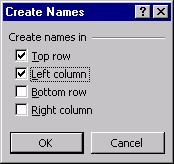 Create Names
Create names in
Top row
Left column
Bottom row
Right column
OK Cancel